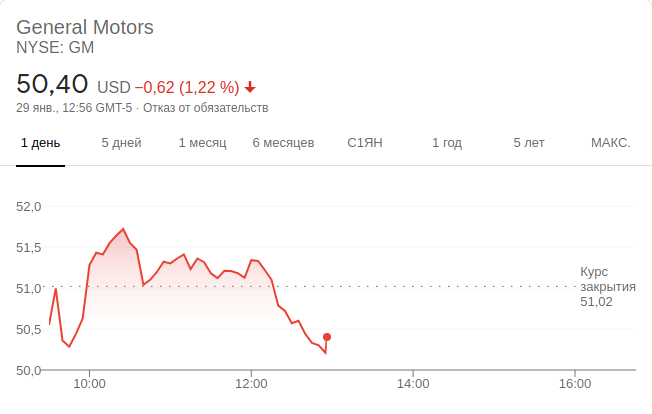 General Motors
NYSE: GM
50,40 USD −0,62 (1,22 %)
29 янв., 12:56 GMT-5 · Отказ от обязательств
1 день 5 дней 1 месяц 6 месяцев С1ЯН 1 год 5 лет МАКС.
52,0
51,5
51,0
50,5
50,0
Курс
закрытия
51,02
10:00 12:00 14:00 16:00